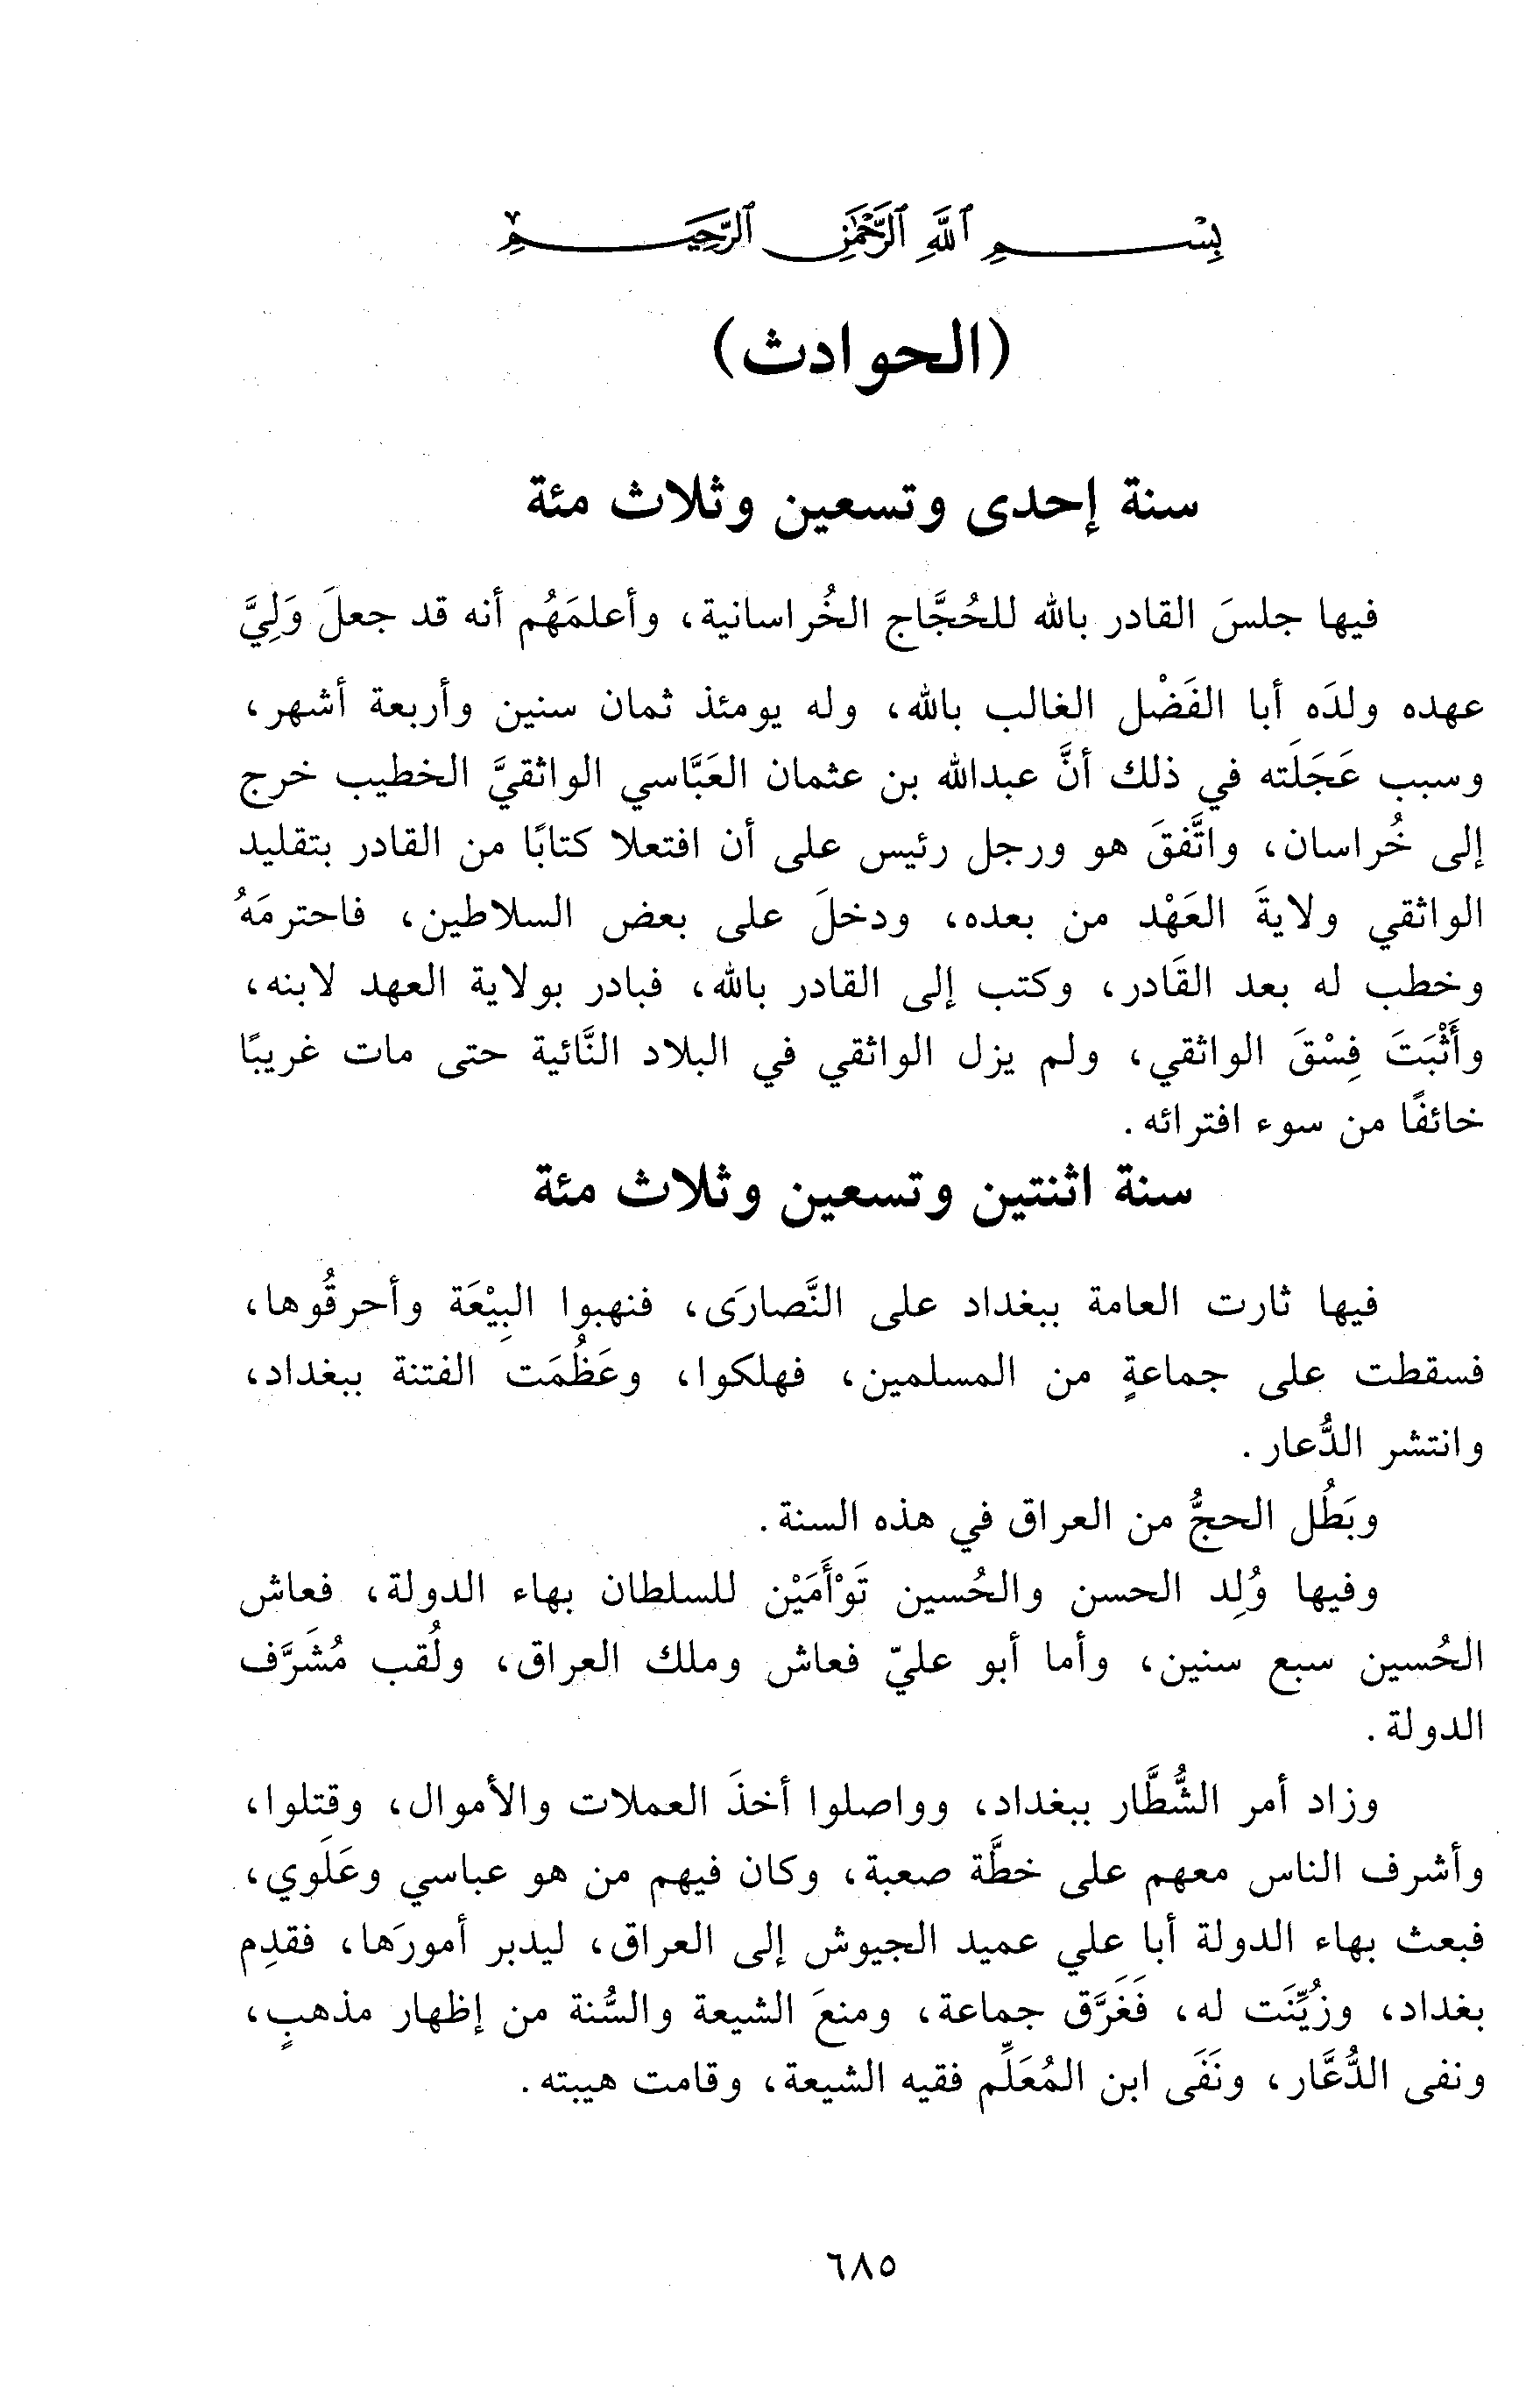 بِسْمِ ٱللَّهِ ٱلرَّحْمَٰنِ ٱلرَّحِيمِ
(الحوادث)
سنة إحدى وتسعين وثلاث مئة
فيها جلسَ القادر بالله للحُجَّاج الخُراسانية، وأعلمَهُم أنه قد جعلَ وَلِيَّ
عهده ولدَه أبا الفَضْل الغالب بالله، وله يومئذ ثمان سنين وأربعة أشهر،
وسبب عَجَلَته في ذلك أنَّ عبدالله بن عثمان العَبَّاسي الواثقيَّ الخطيب خرج
إلى خُراسان، واتَّفقَ هو ورجل رئيس على أن افتعلا كتابًا من القادر بتقليد
الواثقي ولايةَ العَهْد من بعده، ودخلَ على بعض السلاطين، فاحترمَهُ
وخطب له بعد القَادر، وكتب إلى القادر بالله، فبادر بولاية العهد لابنه،
وأَثْبَتَ فِسْقَ الواثقي، ولم يزل الواثقي في البلاد النَّائية حتى مات غريبًا
خائفًا من سوء افترائه.
سنة اثنتين وتسعين وثلاث مئة
فيها ثارت العامة ببغداد على النَّصارَى، فنهبوا البِيْعَة وأحرقُوها،
فسقطت على جماعةٍ من المسلمين، فهلكوا، وعَظُمَت الفتنة ببغداد،
وانتشر الدُّعار.
وبَطُل الحجُّ من العراق في هذه السنة.
وفيها وُلِد الحسن والحُسين تَوْأَمَيْن للسلطان بهاء الدولة، فعاش
الحُسين سبع سنين، وأما أبو عليّ فعاش وملك العراق، ولُقب مُشَرَّف
الدولة.
وزاد أمر الشُّطَّار ببغداد، وواصلوا أخذَ العملات والأموال، وقتلوا،
وأشرف الناس معهم على خطَّة صعبة، وكان فيهم من هو عباسي وعَلَوي،
فبعث بهاء الدولة أبا علي عميد الجيوش إلى العراق، ليدبر أمورَها، فقدِم
بغداد، وزُيِّنَت له، فَغَرَّق جماعة، ومنعَ الشيعة والسُّنة من إظهار مذهبٍ،
ونفى الدُّعَّار، ونَفَى ابن المُعَلِّم فقيه الشيعة، وقامت هيبته.
٦٨٥